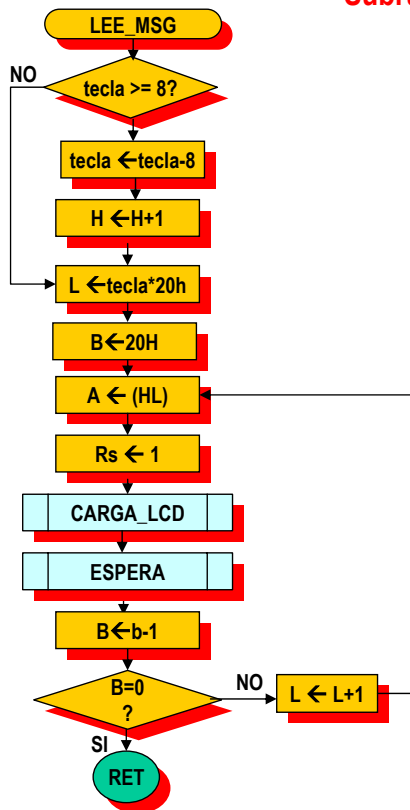 LEE_MSG
NO
tecla >= 8?
tecla ←tecla-8
H ←H+1
L ←tecla*20h
B←20H
A ← (HL)
Rs ← 1
CARGA_LCD
ESPERA
B←b-1
B=0
?
NO
L ← L+1
SI
RET